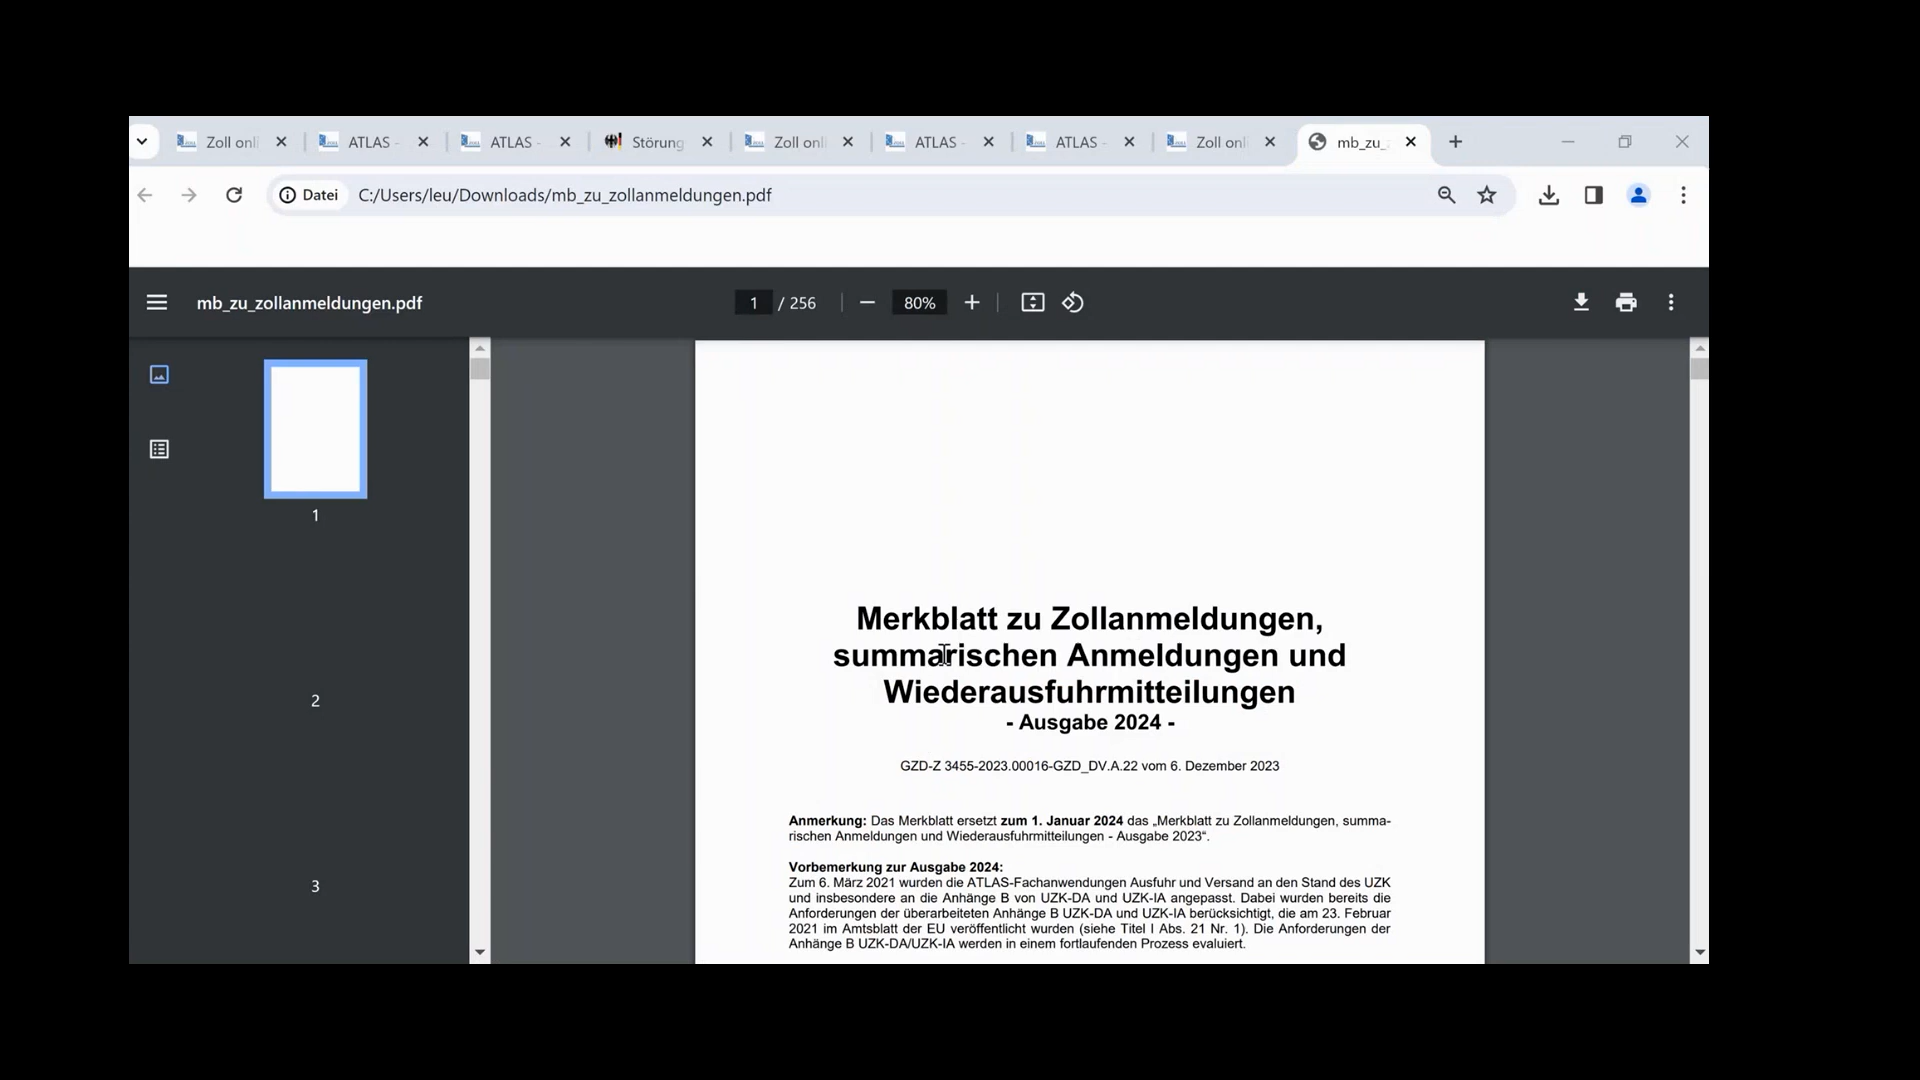 Zoll onli
ATLAS -
ATLAS -
Störung
Zoll onl
ATLAS -
ATLAS -
Zoll onl
mb_zu_
Datei C:/Users/leu/Downloads/mb_zu_zollanmeldungen.pdf
mb_zu_zollanmeldungen.pdf
1 / 256
80%
1
2
3
Merkblatt zu Zollanmeldungen,
summarischen Anmeldungen und
Wiederausfuhrmitteilungen
- Ausgabe 2024 -
GZD-Z 3455-2023.00016-GZD_DV.A.22 vom 6. Dezember 2023
Anmerkung: Das Merkblatt ersetzt zum 1. Januar 2024 das „Merkblatt zu Zollanmeldungen, summa-
rischen Anmeldungen und Wiederausfuhrmitteilungen - Ausgabe 2023“.
Vorbemerkung zur Ausgabe 2024:
Zum 6. März 2021 wurden die ATLAS-Fachanwendungen Ausfuhr und Versand an den Stand des UZK
und insbesondere an die Anhänge B von UZK-DA und UZK-IA angepasst. Dabei wurden bereits die
Anforderungen der überarbeiteten Anhänge B UZK-DA und UZK-IA berücksichtigt, die am 23. Februar
2021 im Amtsblatt der EU veröffentlicht wurden (siehe Titel I Abs. 21 Nr. 1). Die Anforderungen der
Anhänge B UZK-DA/UZK-IA werden in einem fortlaufenden Prozess evaluiert.